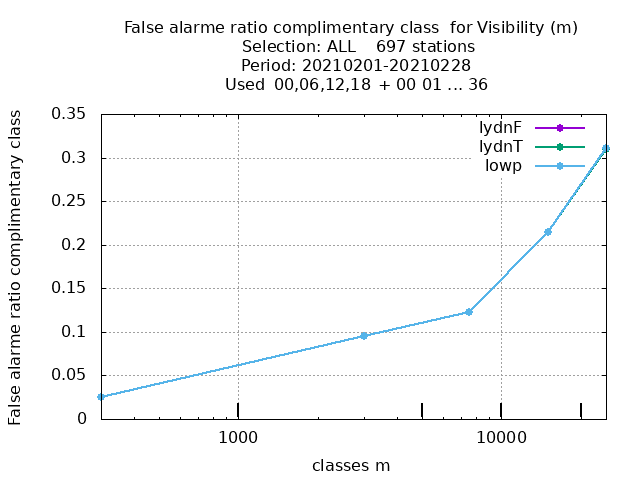 False alarme ratio complimentary class  for Visibility (m)
Selection: ALL    697 stations
Period: 20210201-20210228
Used  00,06,12,18  + 00 01 ... 36
False alarme ratio complimentary class
0.35
0.3
0.25
0.2
0.15
0.1
0.05
0
lydnF
lydnT
lowp
1000
10000
classes m